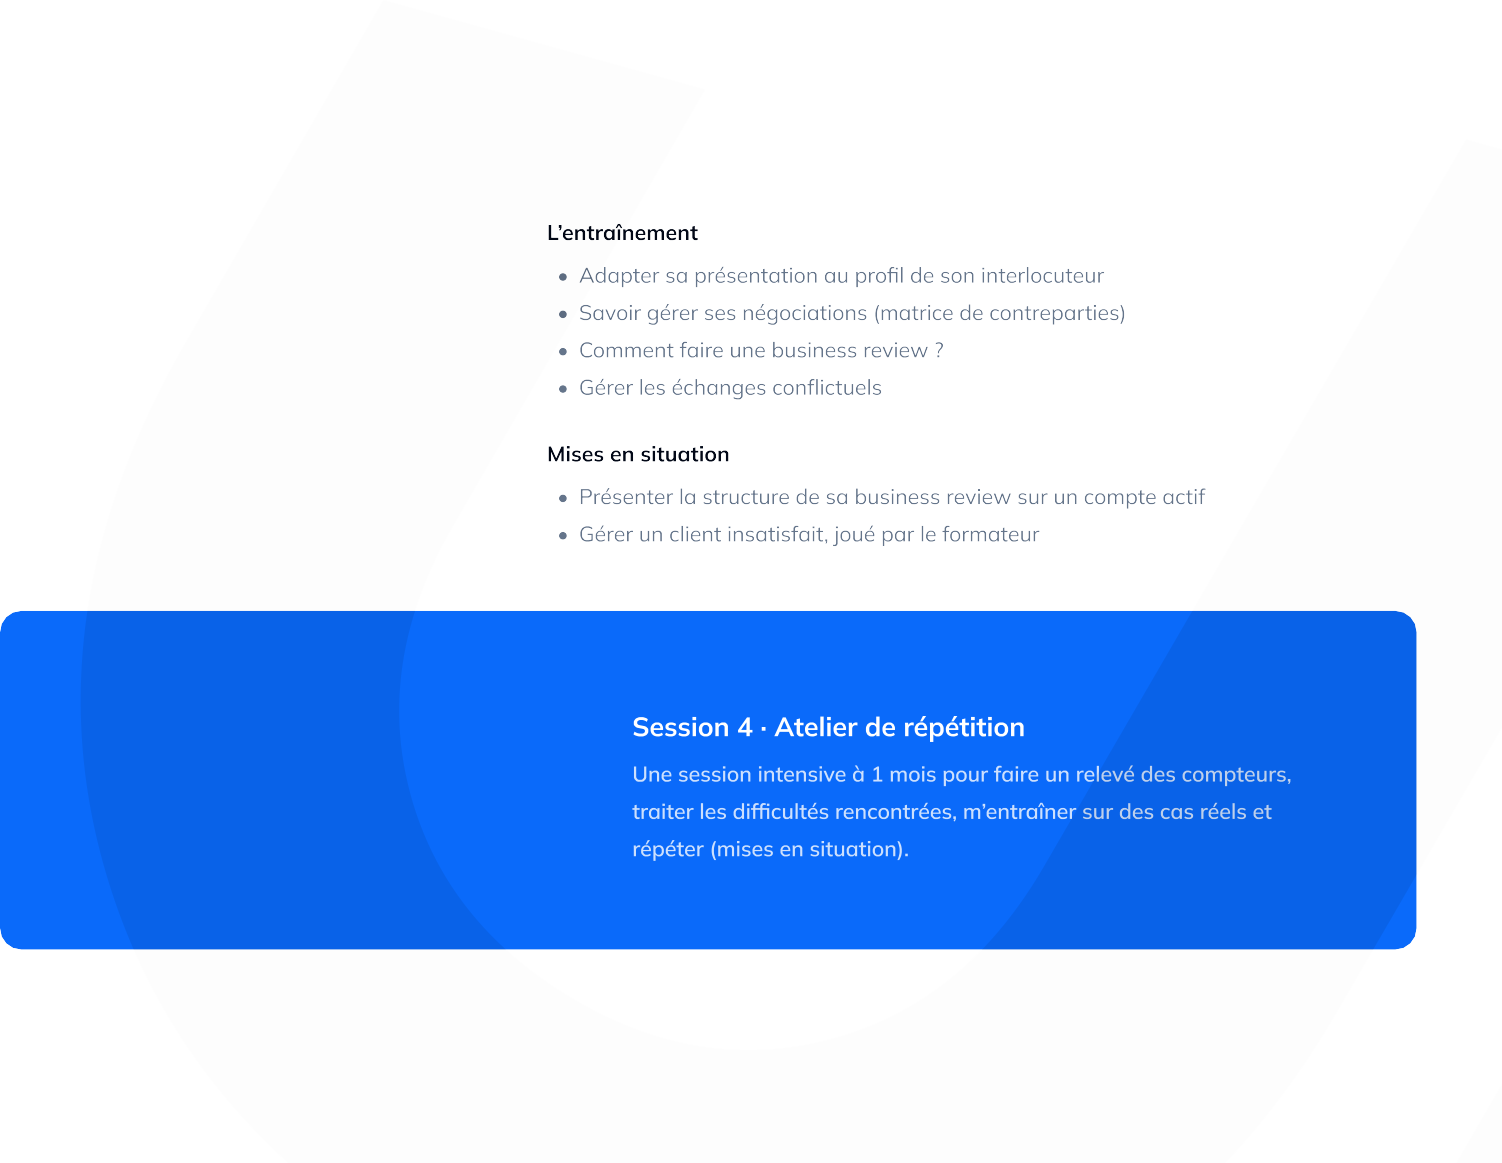 L’entraînement
• Adapter sa présentation au profil de son interlocuteur
• Savoir gérer ses négociations (matrice de contreparties)
• Comment faire une business review ?
• Gérer les échanges conflictuels
Mises en situation
• Présenter la structure de sa business review sur un compte actif
• Gérer un client insatisfait, joué par le formateur
Session 4 · Atelier de répétition
Une session intensive à 1 mois pour faire un relevé des compteurs,
traiter les difficultés rencontrées, m’entraîner sur des cas réels et
répéter (mises en situation).